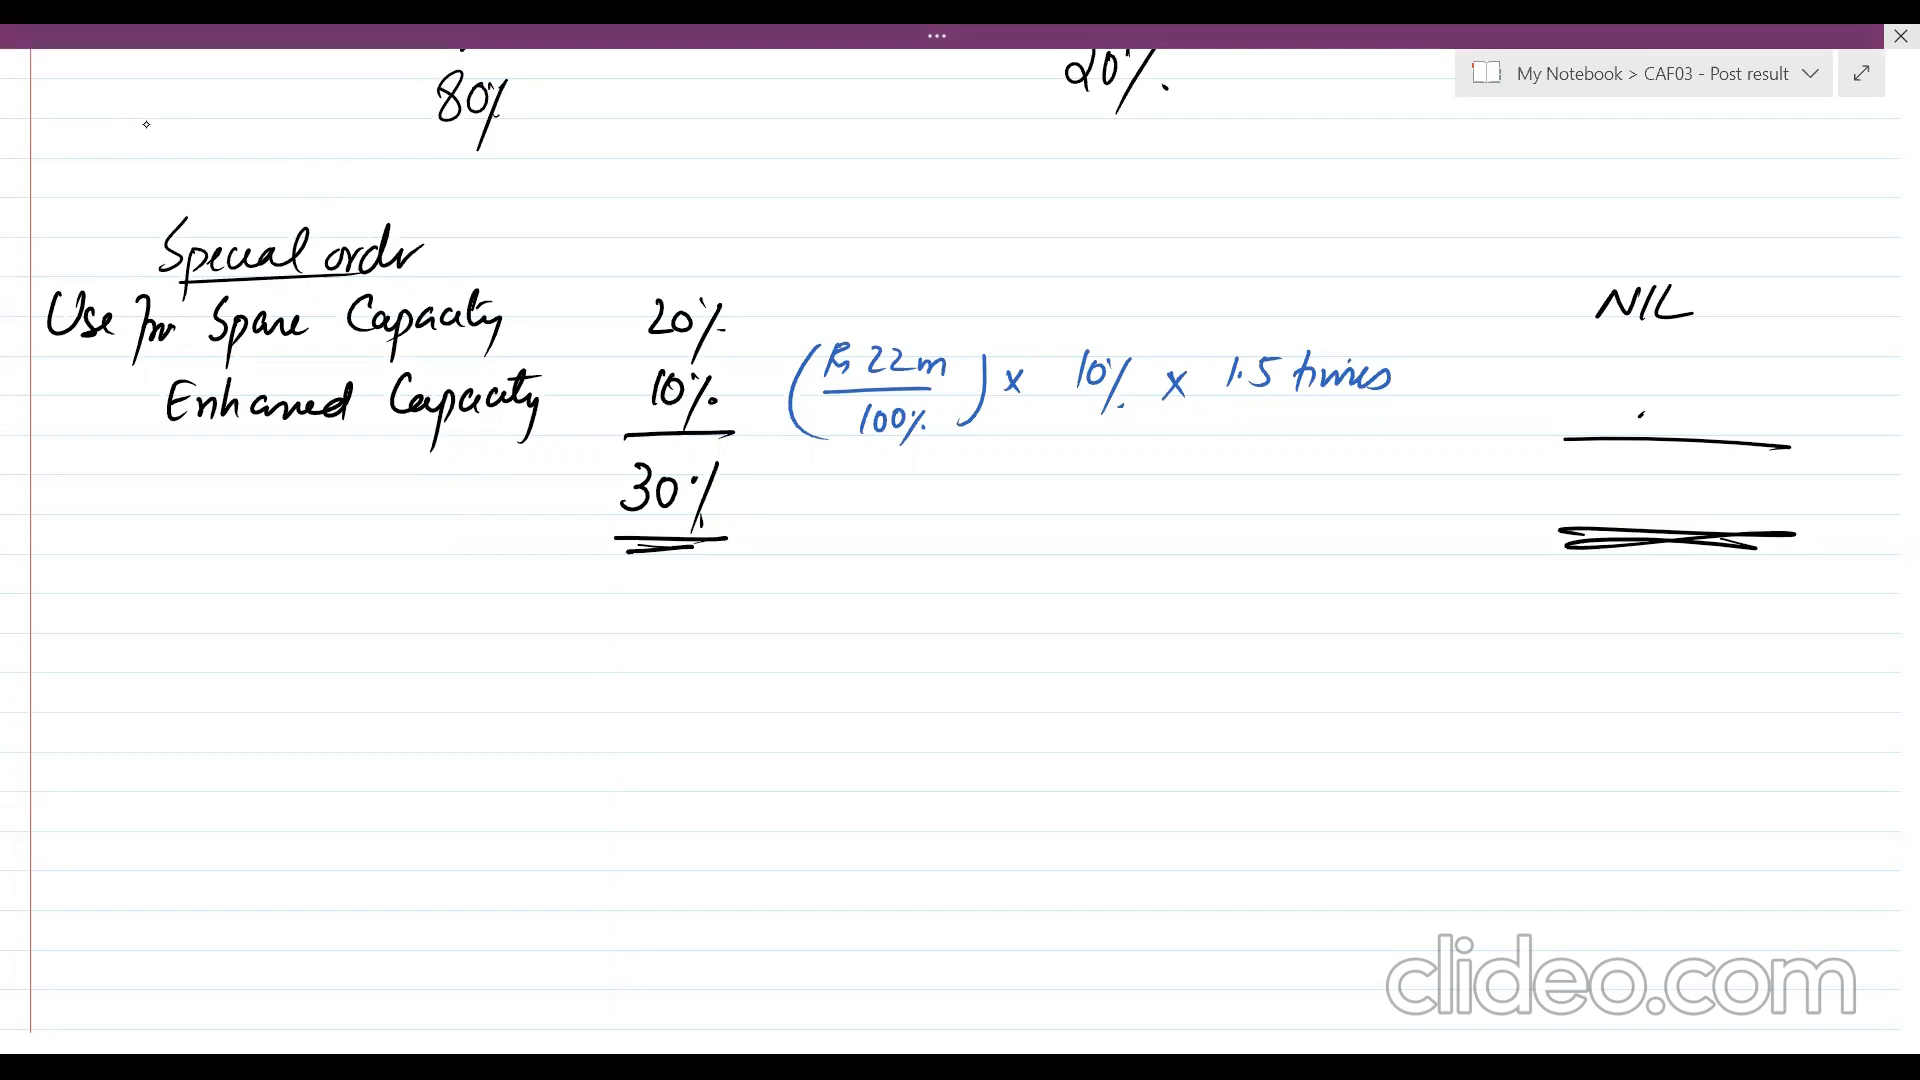 ...
My Notebook > CAF03 - Post result
80% 20%.
Special order
Use for Spare Capacity 20% NIL
Enhanced Capacity 10% (Rs 22m / 100%) x 10% x 1.5 times
30%
clideo.com